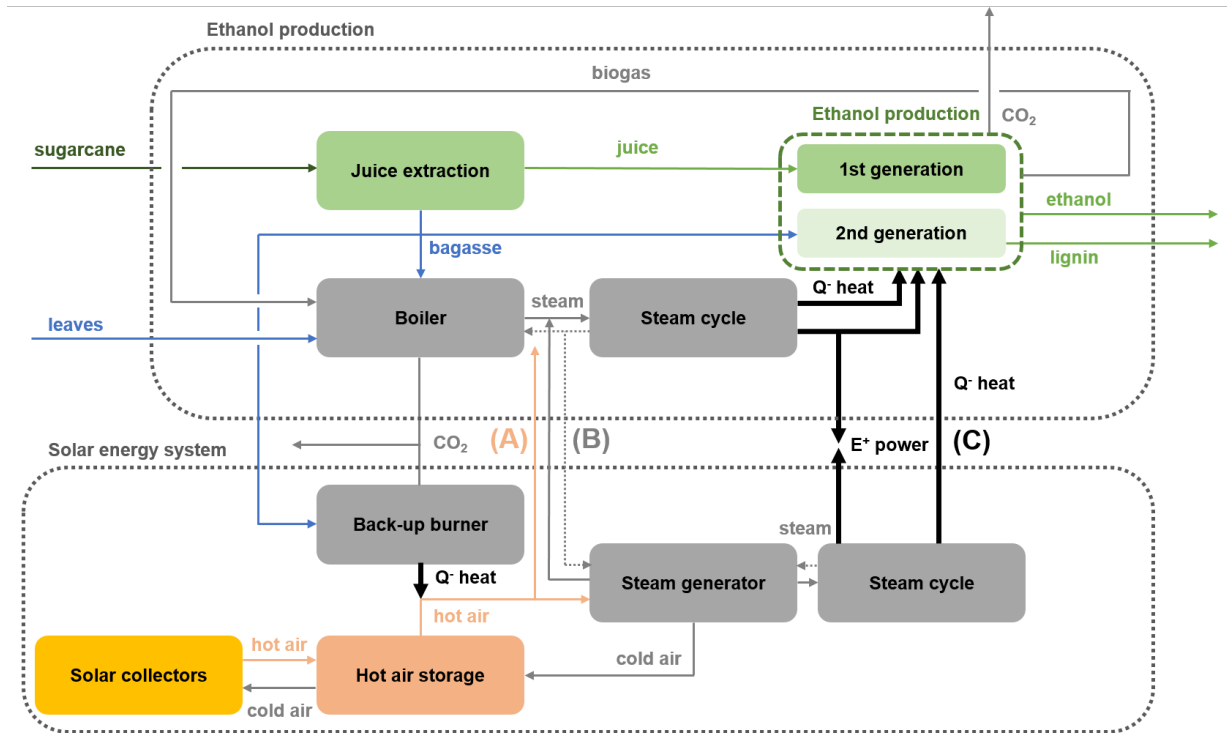 Ethanol production
biogas
Ethanol production
CO₂
sugarcane
juice
Juice extraction
1st generation
ethanol
2nd generation
bagasse
lignin
Q⁻ heat
steam
leaves
Boiler
Steam cycle
Q⁻ heat
CO₂
(A)
(B)
E⁺ power
(C)
Solar energy system
Back-up burner
steam
Q⁻ heat
Steam generator
Steam cycle
hot air
hot air
cold air
Solar collectors
Hot air storage
cold air